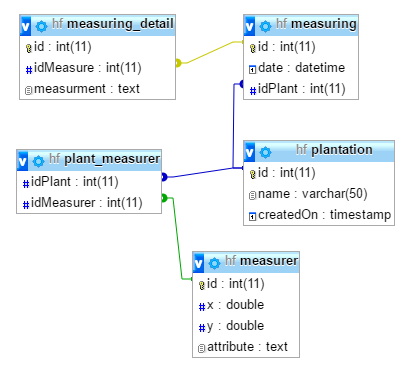 hf measuring_detail
id : int(11)
idMeasure : int(11)
measurment : text
hf measuring
id : int(11)
date : datetime
idPlant : int(11)
hf plantation
id : int(11)
name : varchar(50)
createdOn : timestamp
hf plant_measurer
idPlant : int(11)
idMeasurer : int(11)
hf measurer
id : int(11)
x : double
y : double
attribute : text